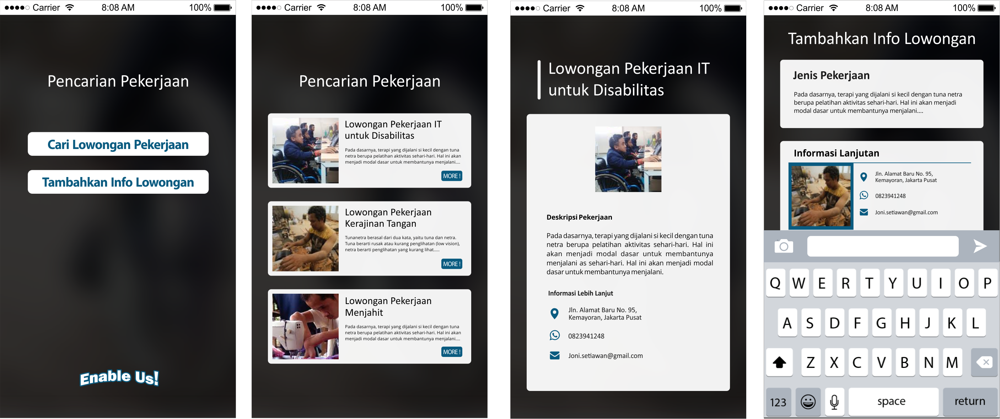 Carrier 8:08 AM 100%
Pencarian Pekerjaan
Cari Lowongan Pekerjaan
Tambahkan Info Lowongan
Enable Us!
Carrier 8:08 AM 100%
Pencarian Pekerjaan
Lowongan Pekerjaan IT
untuk Disabilitas
Pada dasarnya, terapi yang dijalani si kecil dengan tuna
netra berupa pelatihan aktivitas sehari-hari. Hal ini akan
menjadi modal dasar untuk membantunya menjalani....
MORE !
Lowongan Pekerjaan
Kerajinan Tangan
Tunanetra berasal dari dua kata, yaitu tuna dan netra.
Tuna berarti rusak atau kurang penglihatan (low vision),
netra berarti penglihatan yang kurang lihat.....
MORE !
Lowongan Pekerjaan
Menjahit
Pada dasarnya, terapi yang dijalani si kecil dengan tuna
netra berupa pelatihan aktivitas sehari-hari. Hal ini akan
menjadi modal dasar untuk membantunya menjalani....
MORE !
Carrier 8:08 AM 100%
Lowongan Pekerjaan IT
untuk Disabilitas
Deskripsi Pekerjaan
Pada dasarnya, terapi yang dijalani si kecil dengan tuna
netra berupa pelatihan aktivitas sehari-hari. Hal ini
akan menjadi modal dasar untuk membantunya
menjalani as sehari-hari. Hal ini akan menjadi modal
dasar untuk membantunya menjalani.
Informasi Lebih Lanjut
Jln. Alamat Baru No. 95,
Kemayoran, Jakarta Pusat
0823941248
Joni.setiawan@gmail.com
Carrier 8:08 AM 100%
Tambahkan Info Lowongan
Jenis Pekerjaan
Pada dasarnya, terapi yang dijalani si kecil dengan tuna netra
berupa pelatihan aktivitas sehari-hari. Hal ini akan menjadi
modal dasar untuk membantunya menjalani....
Informasi Lanjutan
Jln. Alamat Baru No. 95,
Kemayoran, Jakarta Pusat
0823941248
Joni.setiawan@gmail.com
Q W E R T Y U I O P
A S D F G H J K L
Z X C V B N M
123 space return